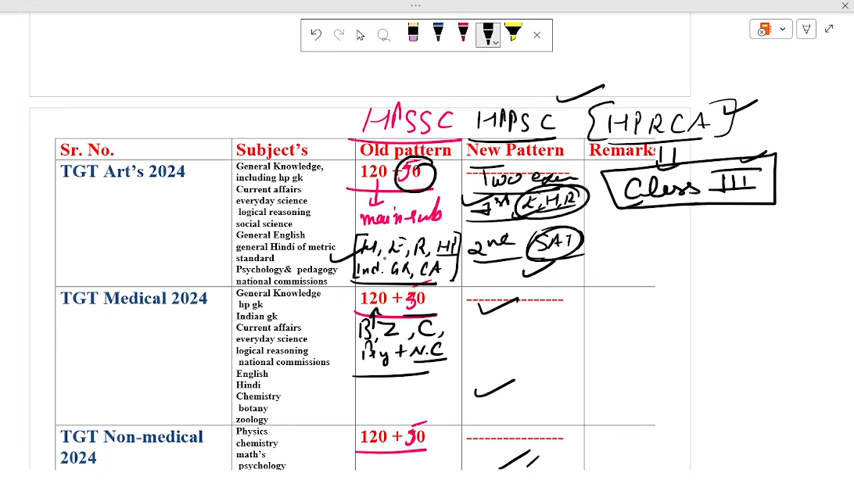 HPSSC HPPSC [HPRCA]
Sr. No. Subject's Old pattern New Pattern Remarks
TGT Art's 2024
General Knowledge,
including hp gk
Current affairs
everyday science
logical reasoning
social science
General English
general Hindi of metric
standard
Psychology& pedagogy
national commissions
120 + 50
main sub
[H, E, R, HP
Ind. GK, CA]
--------------------
Two exam
1st E, H, R
2nd SAT
Class III
TGT Medical 2024
General Knowledge
hp gk
Indian gk
Current affairs
everyday science
logical reasoning
national commissions
English
Hindi
Chemistry
botany
zoology
120 + 50
B, Z, C,
+ N.C
--------------------
TGT Non-medical
2024
Physics
chemistry
math's
psychology
120 + 50
--------------------